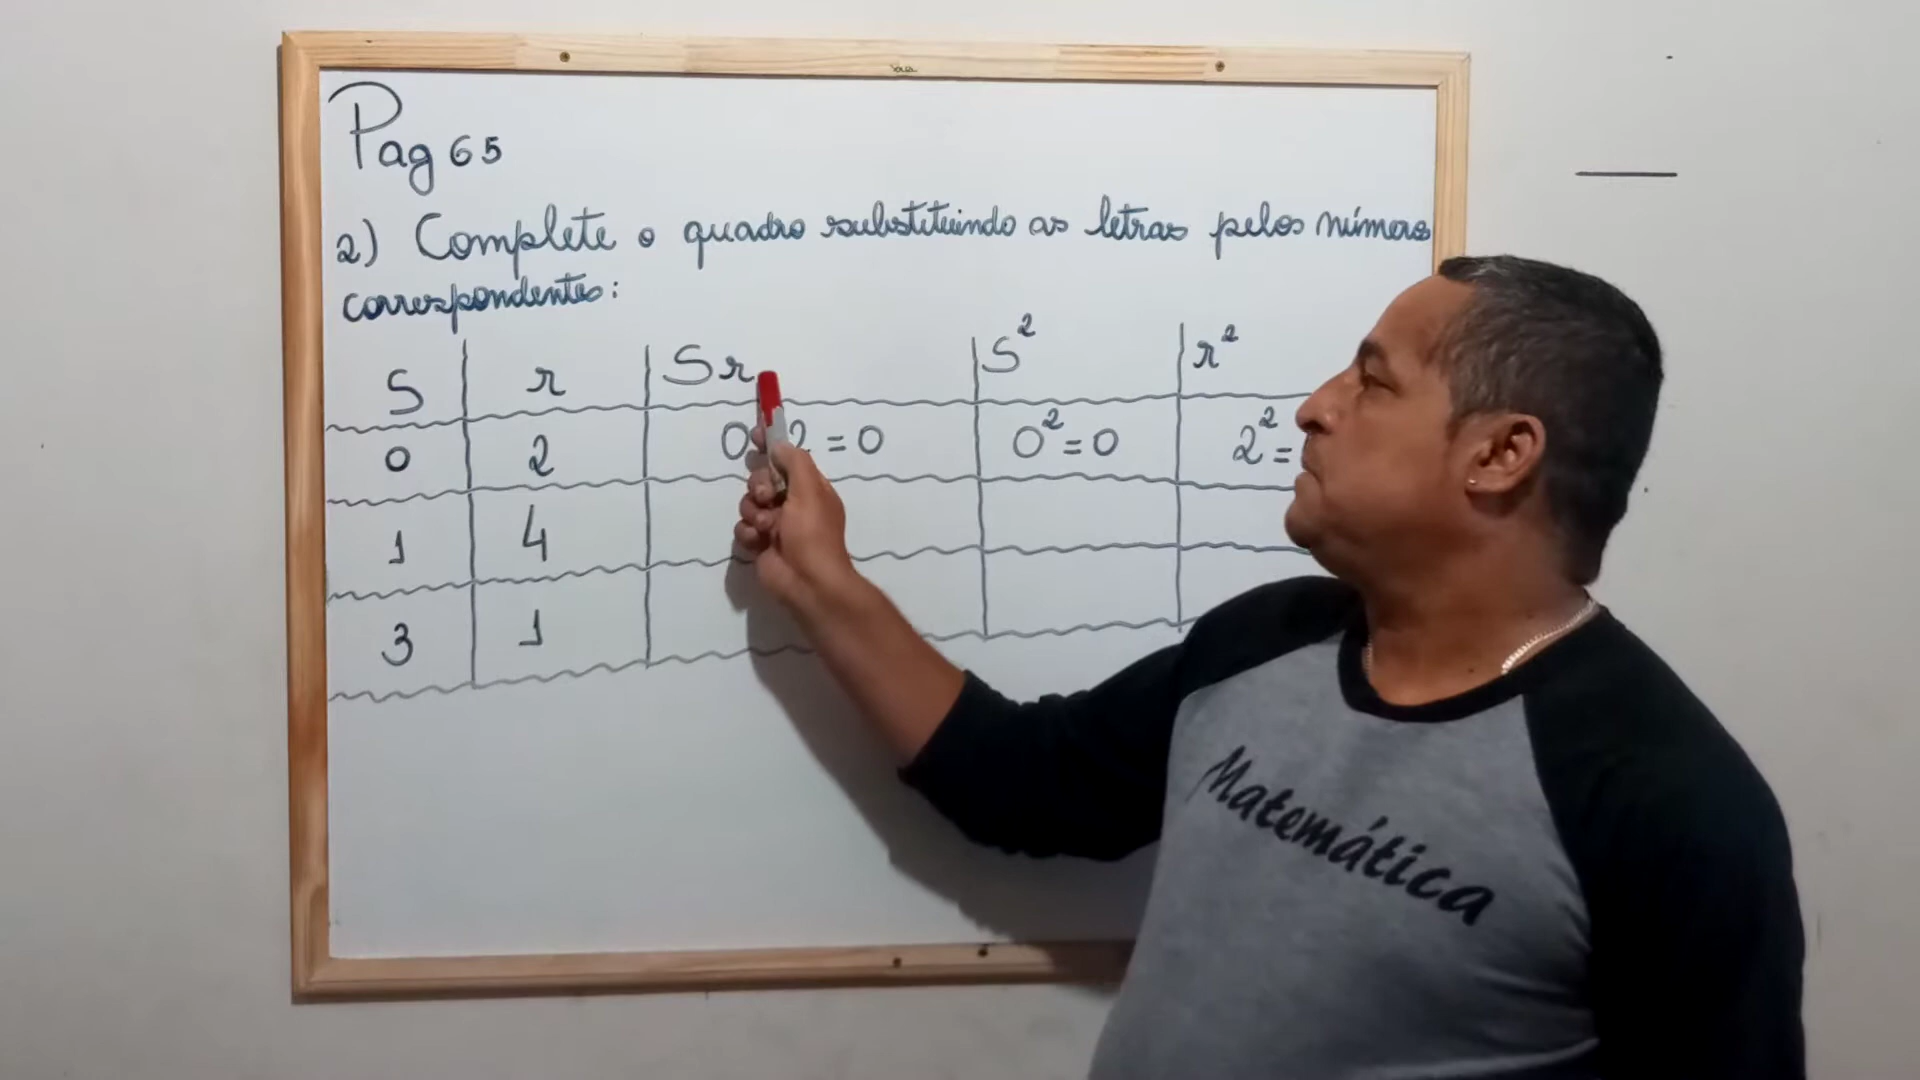 Pag 65
2) Complete o quadro substituindo as letras pelos números
correspondentes:
S r Sr S² r²
0 2 0 2 = 0 0² = 0 2² =
1 4
3 1
Matemática